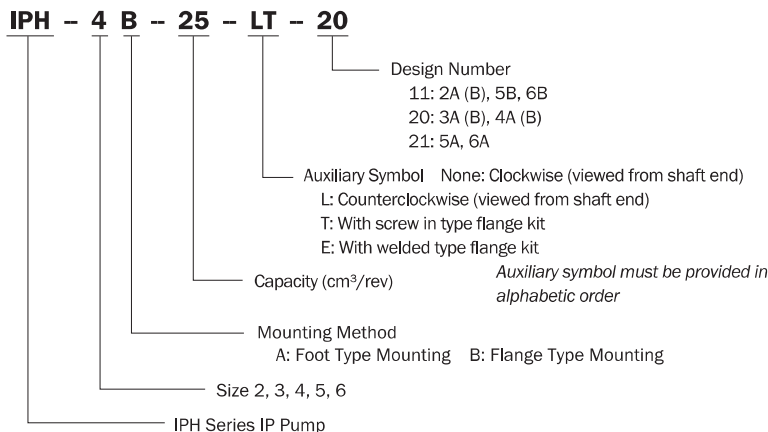 IPH -- 4 B -- 25 -- LT -- 20
Design Number
11: 2A (B), 5B, 6B
20: 3A (B), 4A (B)
21: 5A, 6A
Auxiliary Symbol None: Clockwise (viewed from shaft end)
L: Counterclockwise (viewed from shaft end)
T: With screw in type flange kit
E: With welded type flange kit
Auxiliary symbol must be provided in
alphabetic order
Capacity (cm³/rev)
Mounting Method
A: Foot Type Mounting B: Flange Type Mounting
Size 2, 3, 4, 5, 6
IPH Series IP Pump